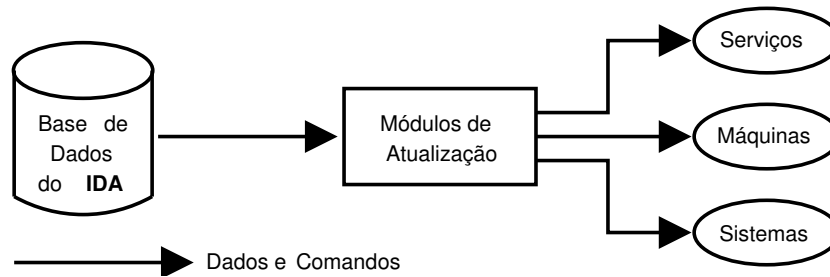 Base de
Dados
do IDA
Módulos de
Atualização
Serviços
Máquinas
Sistemas
Dados e Comandos